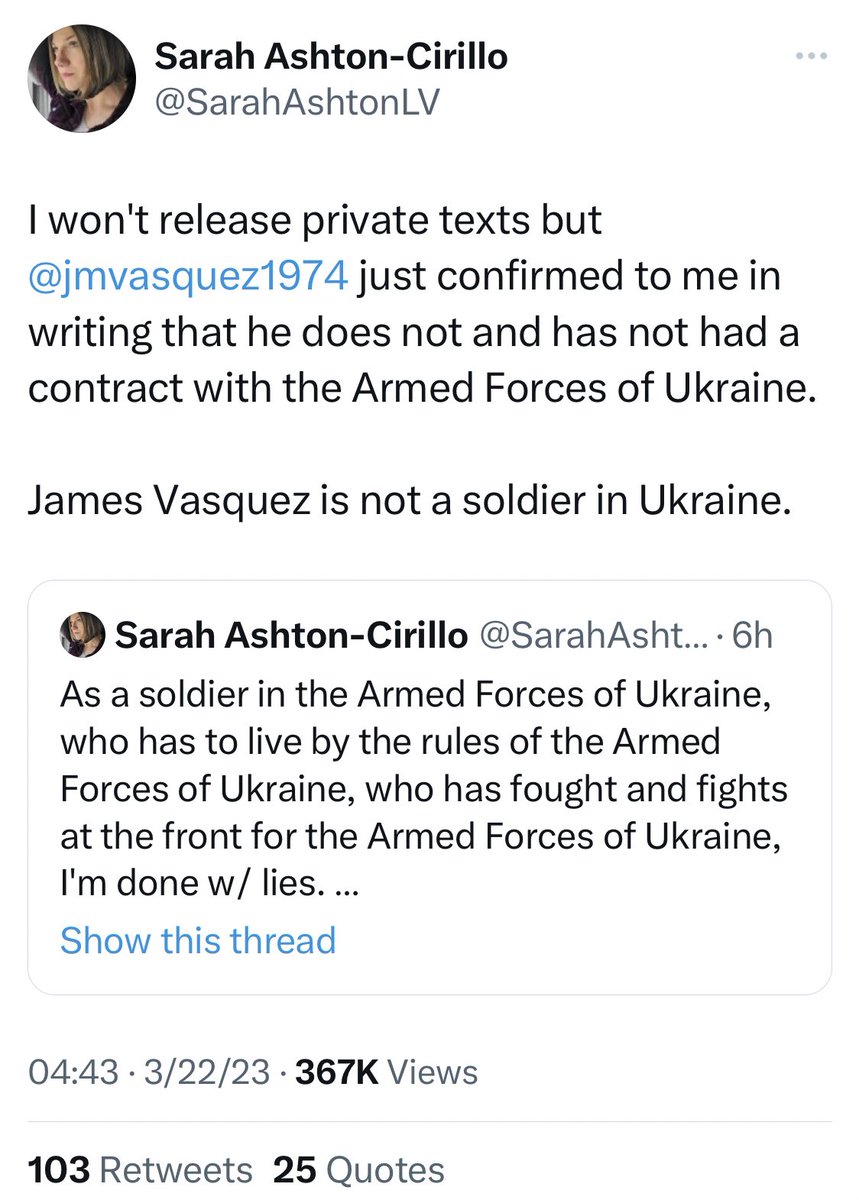 Sarah Ashton-Cirillo
@SarahAshtonLV
I won't release private texts but
@jmvasquez1974 just confirmed to me in
writing that he does not and has not had a
contract with the Armed Forces of Ukraine.
James Vasquez is not a soldier in Ukraine.
Sarah Ashton-Cirillo @SarahAsht... · 6h
As a soldier in the Armed Forces of Ukraine,
who has to live by the rules of the Armed
Forces of Ukraine, who has fought and fights
at the front for the Armed Forces of Ukraine,
I'm done w/ lies. ...
Show this thread
04:43 · 3/22/23 · 367K Views
103 Retweets 25 Quotes